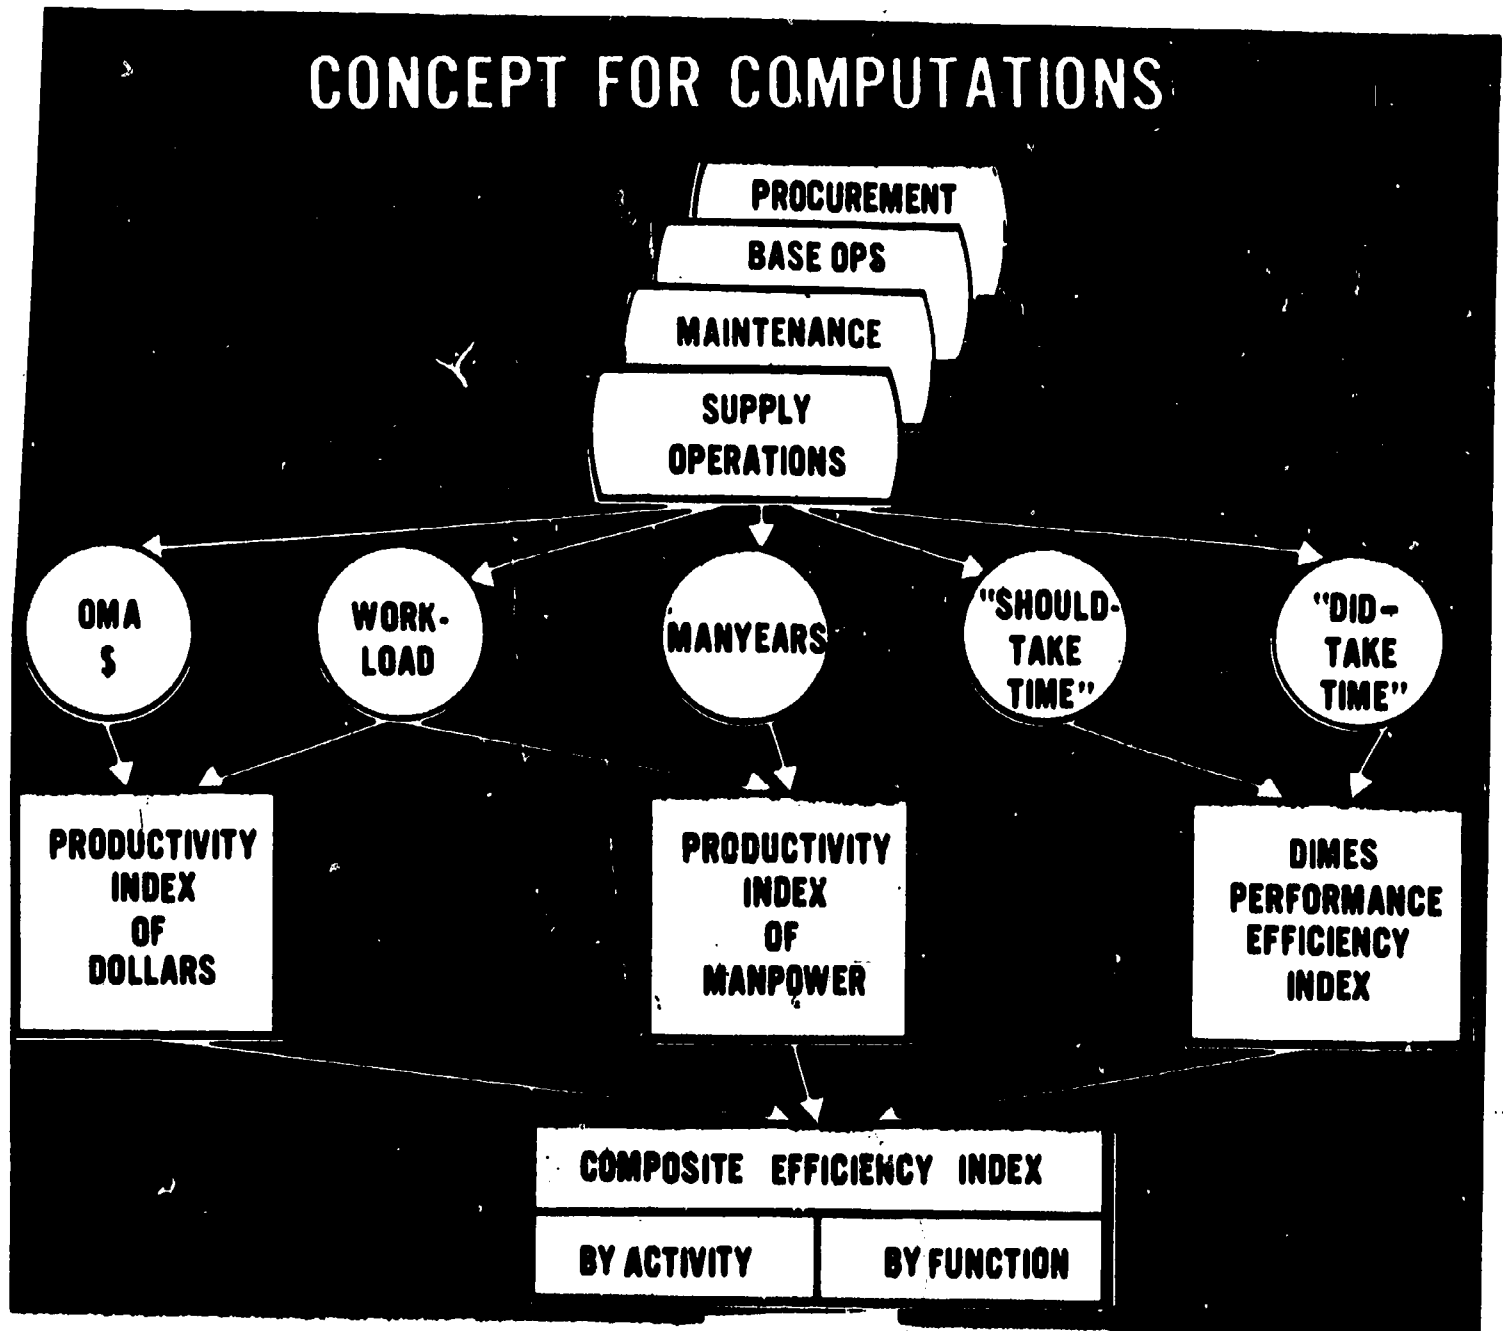 CONCEPT FOR COMPUTATIONS
PROCUREMENT
BASE OPS
MAINTENANCE
SUPPLY
OPERATIONS
OMA
$
WORK-
LOAD
MANYEARS
"SHOULD-
TAKE
TIME"
"DID-
TAKE
TIME"
PRODUCTIVITY
INDEX
OF
DOLLARS
PRODUCTIVITY
INDEX
OF
MANPOWER
DIMES
PERFORMANCE
EFFICIENCY
INDEX
COMPOSITE EFFICIENCY INDEX
BY ACTIVITY
BY FUNCTION